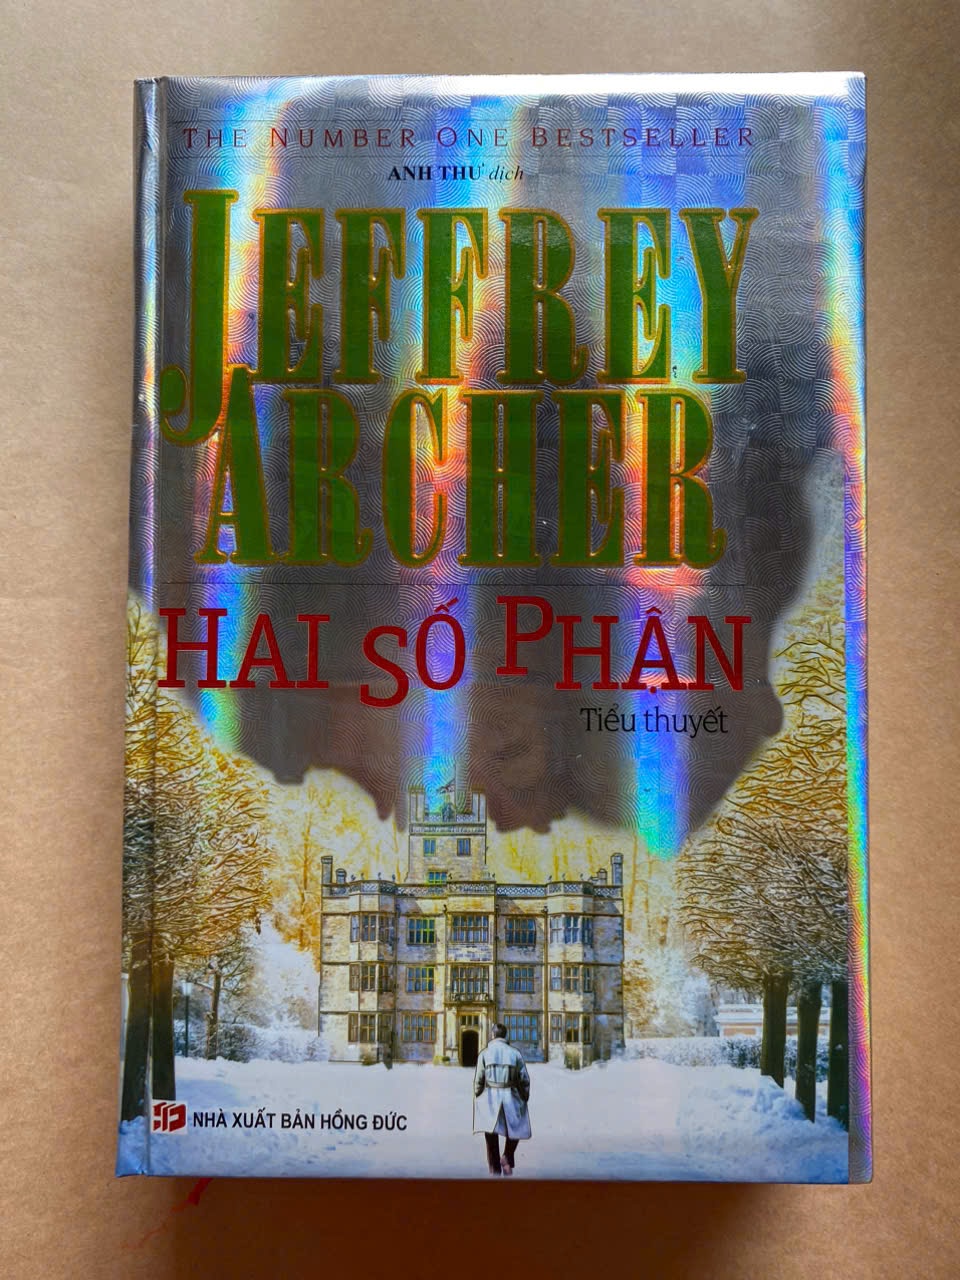 THE NUMBER ONE BESTSELLER
ANH THƯ dịch
JEFFREY
ARCHER
HAI SỐ PHẬN
Tiểu thuyết
NHÀ XUẤT BẢN HỒNG ĐỨC